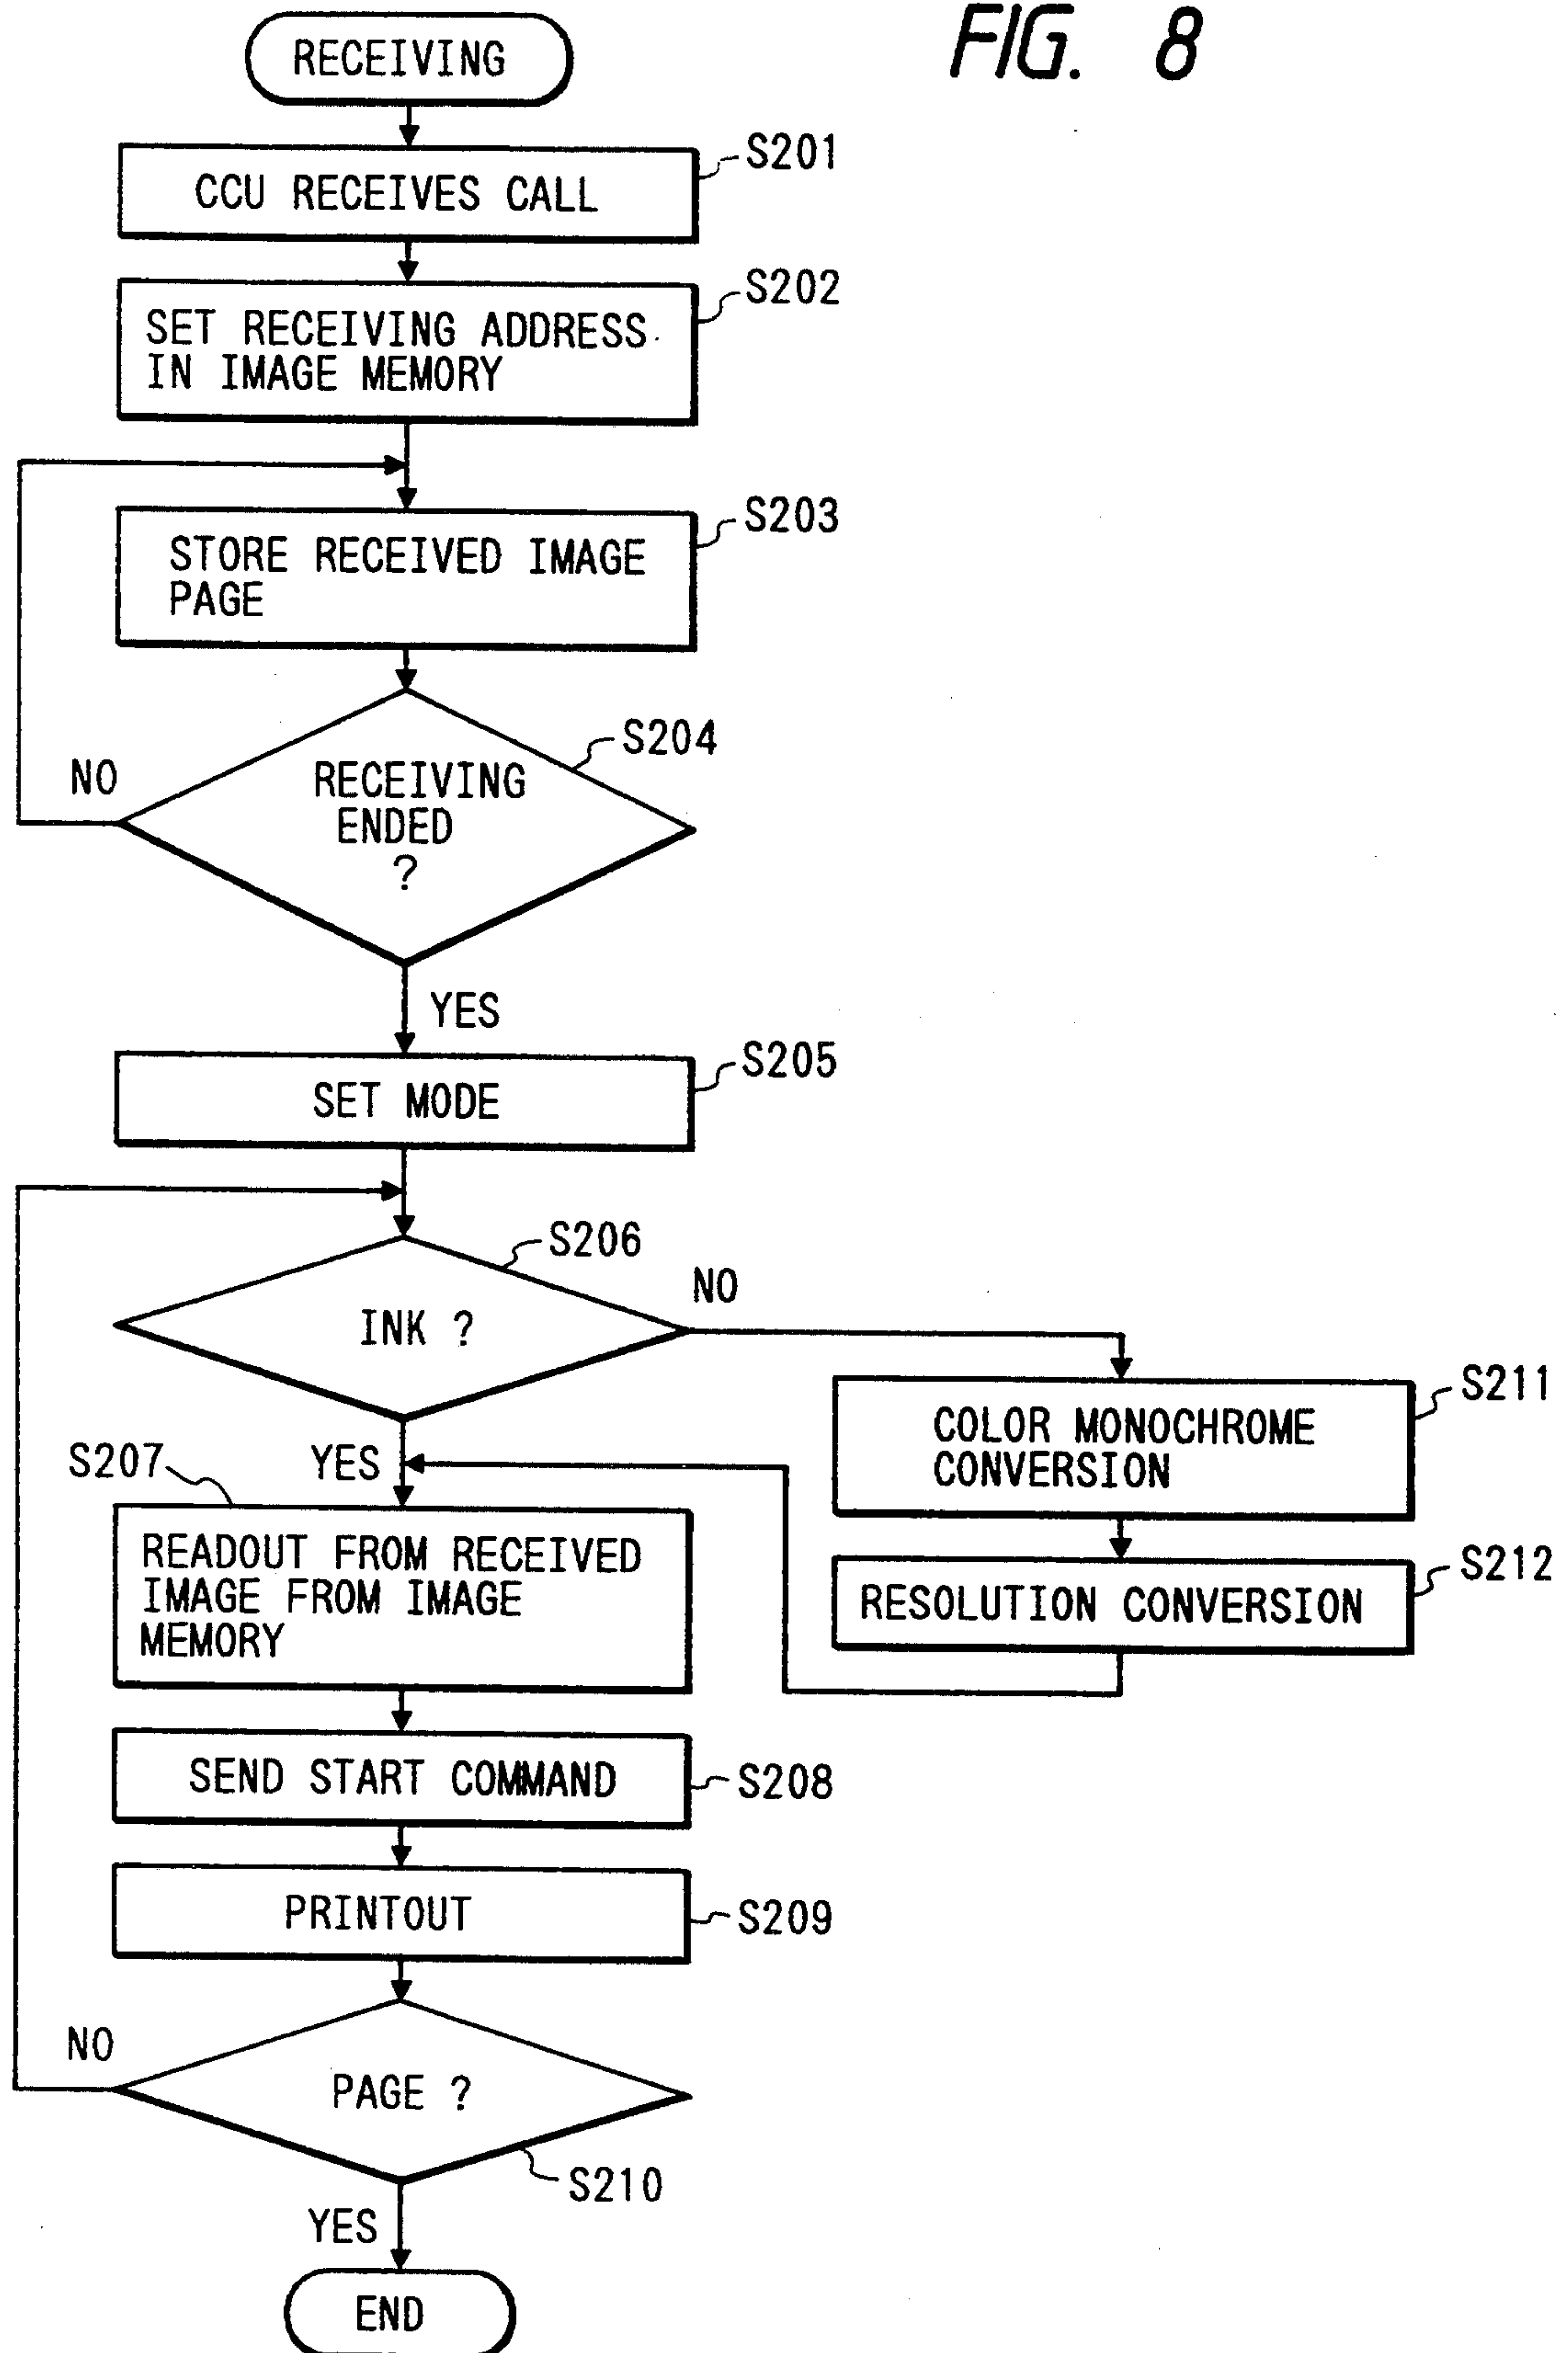 FIG. 8
RECEIVING
S201
CCU RECEIVES CALL
S202
SET RECEIVING ADDRESS
IN IMAGE MEMORY
S203
STORE RECEIVED IMAGE
PAGE
S204
NO
RECEIVING
ENDED
?
YES
S205
SET MODE
S206
NO
INK ?
S211
COLOR MONOCHROME
CONVERSION
S207
YES
S212
RESOLUTION CONVERSION
READOUT FROM RECEIVED
IMAGE FROM IMAGE
MEMORY
SEND START COMMAND
S208
PRINTOUT
S209
NO
PAGE ?
S210
YES
END